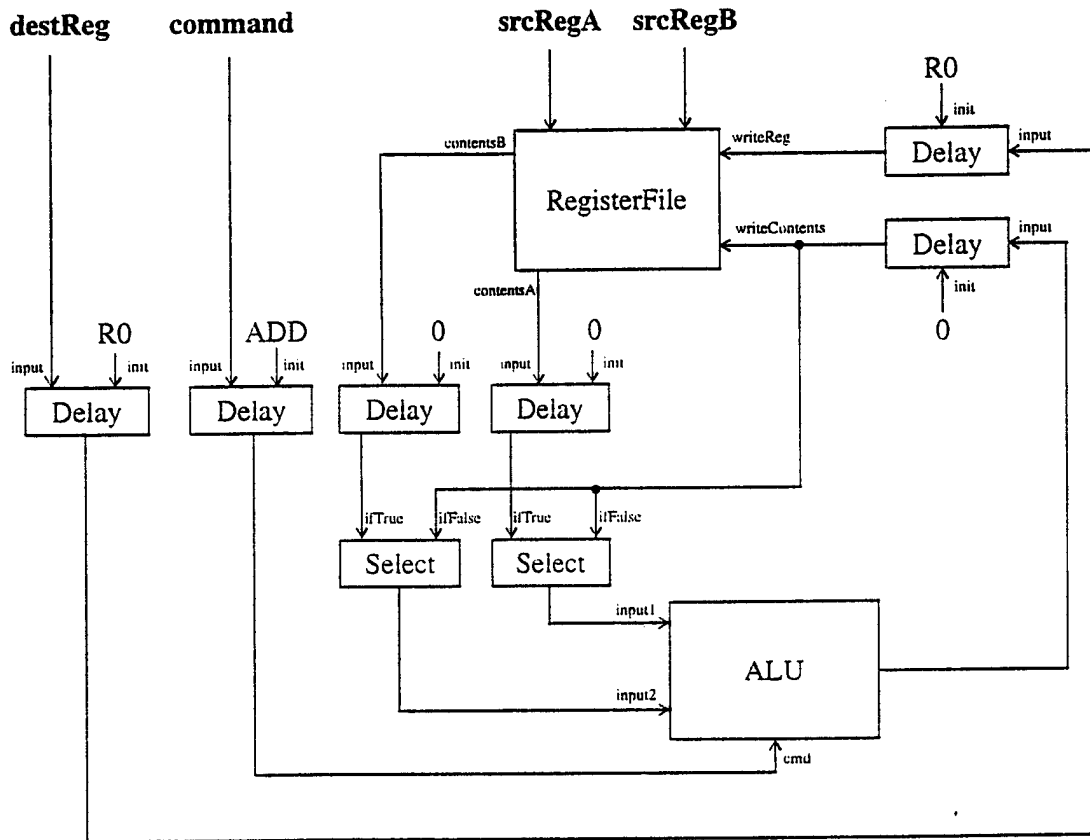 destReg command srcRegA srcRegB
R0
init
contentsB writeReg Delay input
RegisterFile
writeContents Delay input
contentsA init
0
R0 ADD 0 0
input init input init input init input init
Delay Delay Delay Delay
ifTrue ifFalse ifTrue ifFalse
Select Select
input1
ALU
input2
cmd